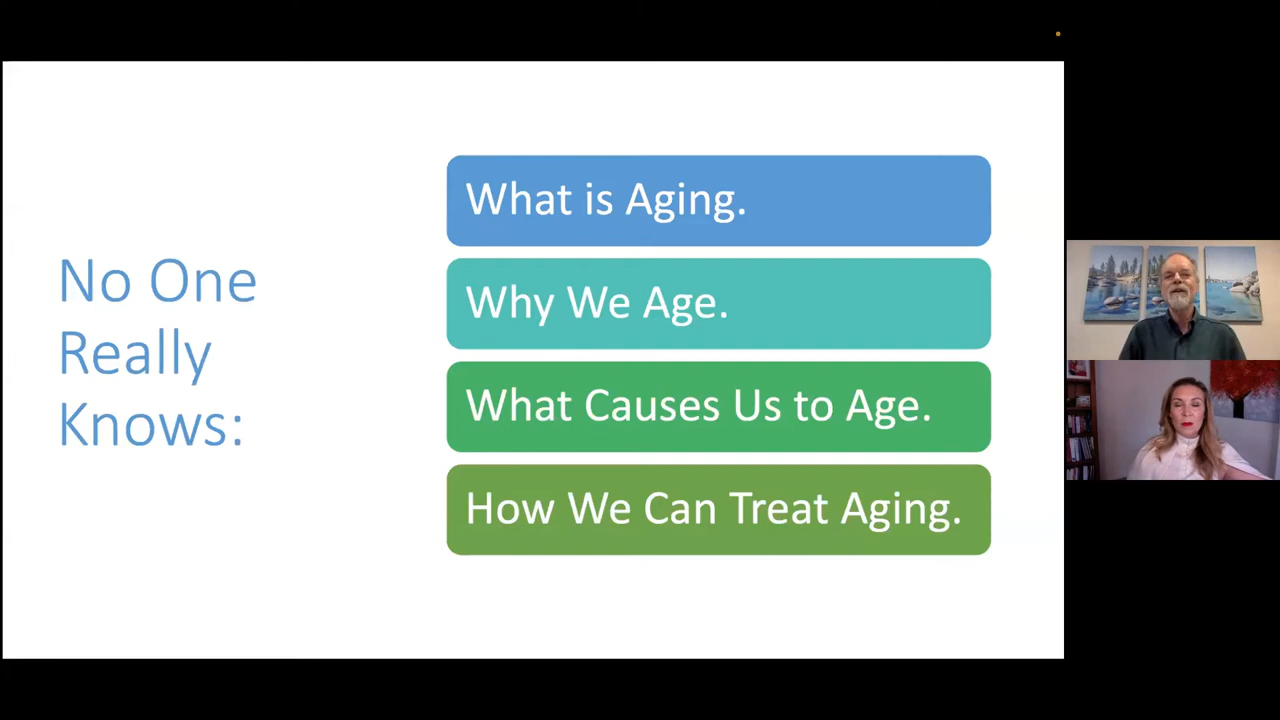 No One
Really
Knows:
What is Aging.
Why We Age.
What Causes Us to Age.
How We Can Treat Aging.